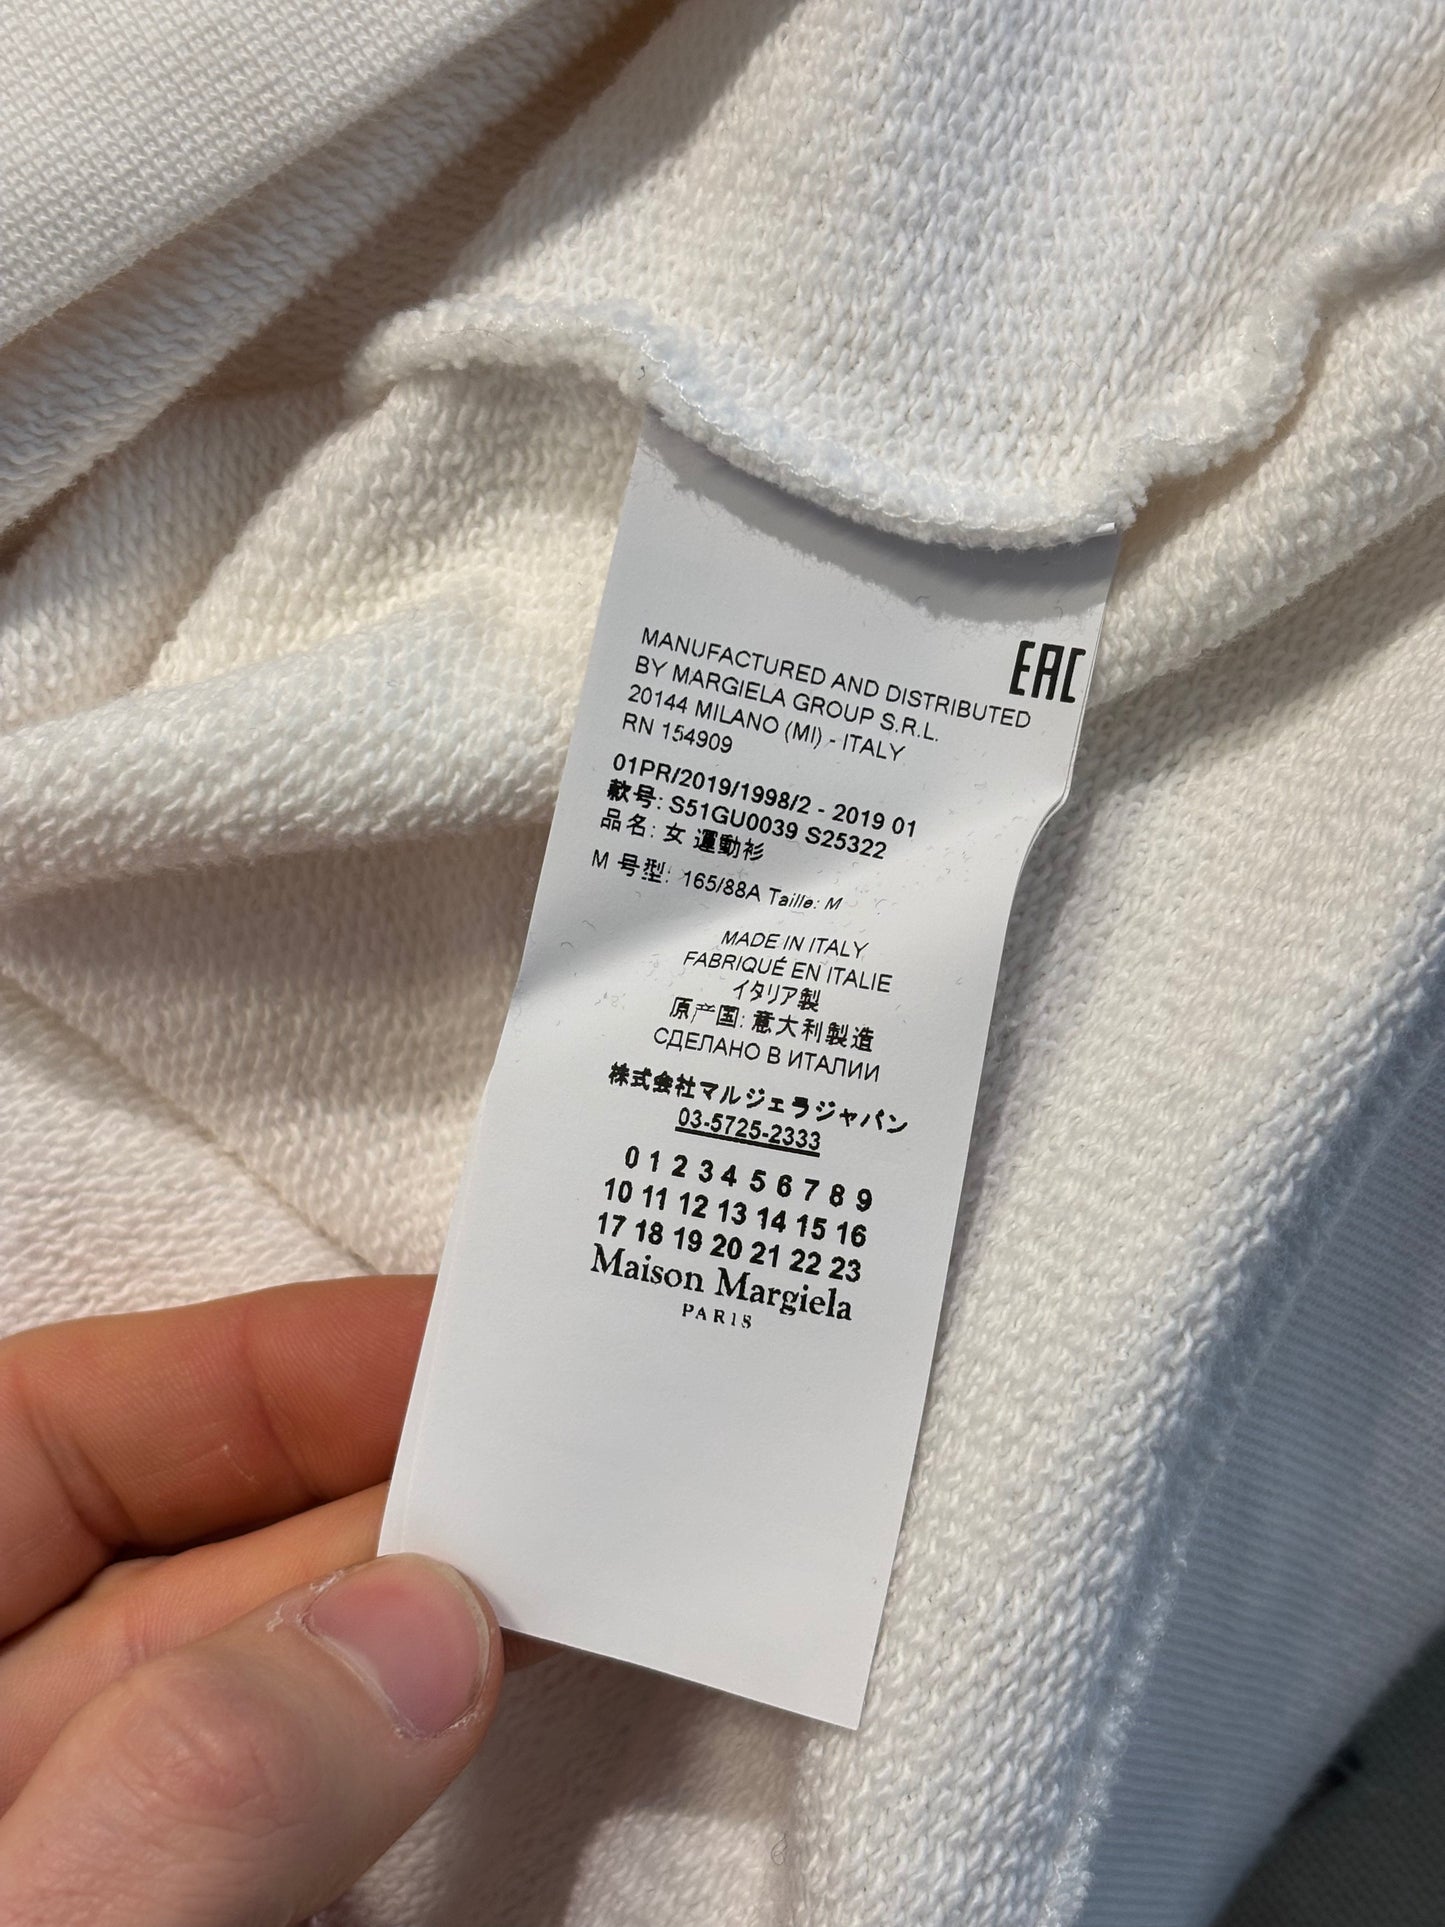 EAC
MANUFACTURED AND DISTRIBUTED
BY MARGIELA GROUP S.R.L.
20144 MILANO (MI) - ITALY
RN 154909
01PR/2019/1998/2 - 2019 01
款号: S51GU0039 S25322
品名: 女 運動衫
M 号型: 165/88A Taille: M
MADE IN ITALY
FABRIQUÉ EN ITALIE
イタリア製
原产国: 意大利製造
СДЕЛАНО В ИТАЛИИ
株式会社マルジェラジャパン
03-5725-2333
0 1 2 3 4 5 6 7 8 9
10 11 12 13 14 15 16
17 18 19 20 21 22 23
Maison Margiela
PARIS